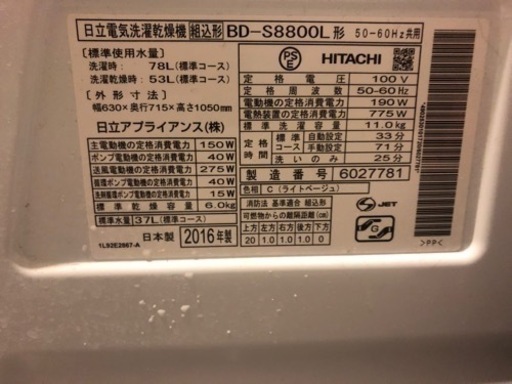 日立電気洗濯乾燥機 組込形 BD-S8800L形 50-60Hz共用
[標準使用水量]
洗濯時: 78L(標準コース)
洗濯乾燥時: 53L(標準コース)
[外形寸法]
幅630×奥行715×高さ1050mm
日立アプライアンス(株)
主電動機の定格消費電力 150W
ポンプ電動機の定格消費電力 40W
送風電動機の定格消費電力 275W
循環ポンプ電動機の定格消費電力 40W
15W
標準乾燥容量 6.0kg
標準水量 37L(標準コース)
日本製 2016年製
1L92E2867-A
PSE
HITACHI
定格電圧 100V
定格周波数 50-60Hz
電動機の定格消費電力 190W
電熱装置の定格消費電力 775W
標準洗濯容量 11.0kg
定格時間 標準コース 自動設定 33分
手動設定 71分
洗いのみ 25分
製造番号 6027781
色相 C (ライトベージュ)
消防法 基準適合 組込形
可燃物からの離隔距離(cm)
上方 左方 右方 前方 後方 下方
20 1.0 1.0 0 1.0 0
S JET
G
>PP<